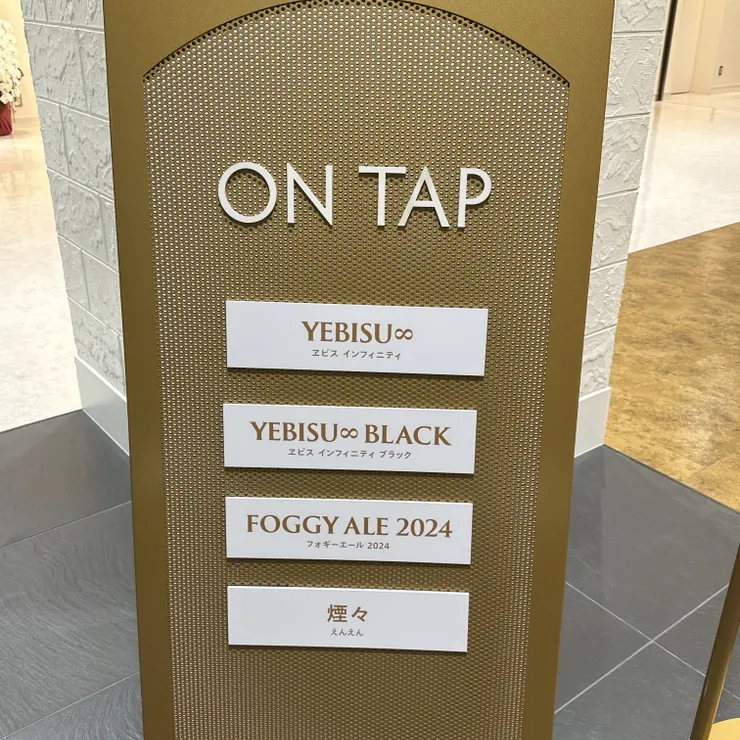 ON TAP
YEBISU∞
ヱビス インフィニティ
YEBISU∞ BLACK
ヱビス インフィニティ ブラック
FOGGY ALE 2024
フォギーエール 2024
煙々
えんえん